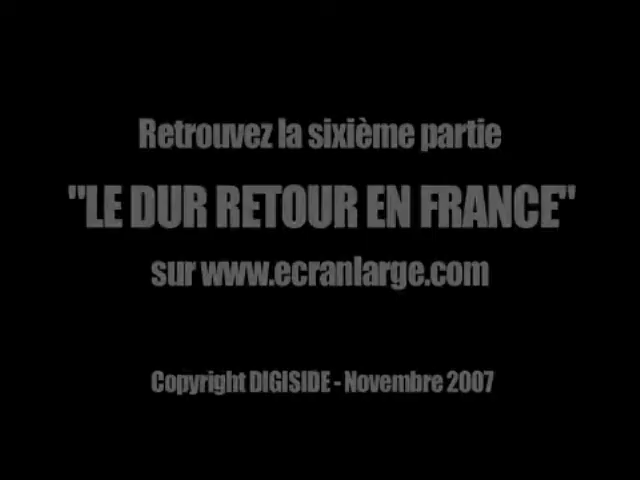 Retrouvez la sixième partie
"LE DUR RETOUR EN FRANCE"
sur www.ecranlarge.com
Copyright DIGISIDE - Novembre 2007